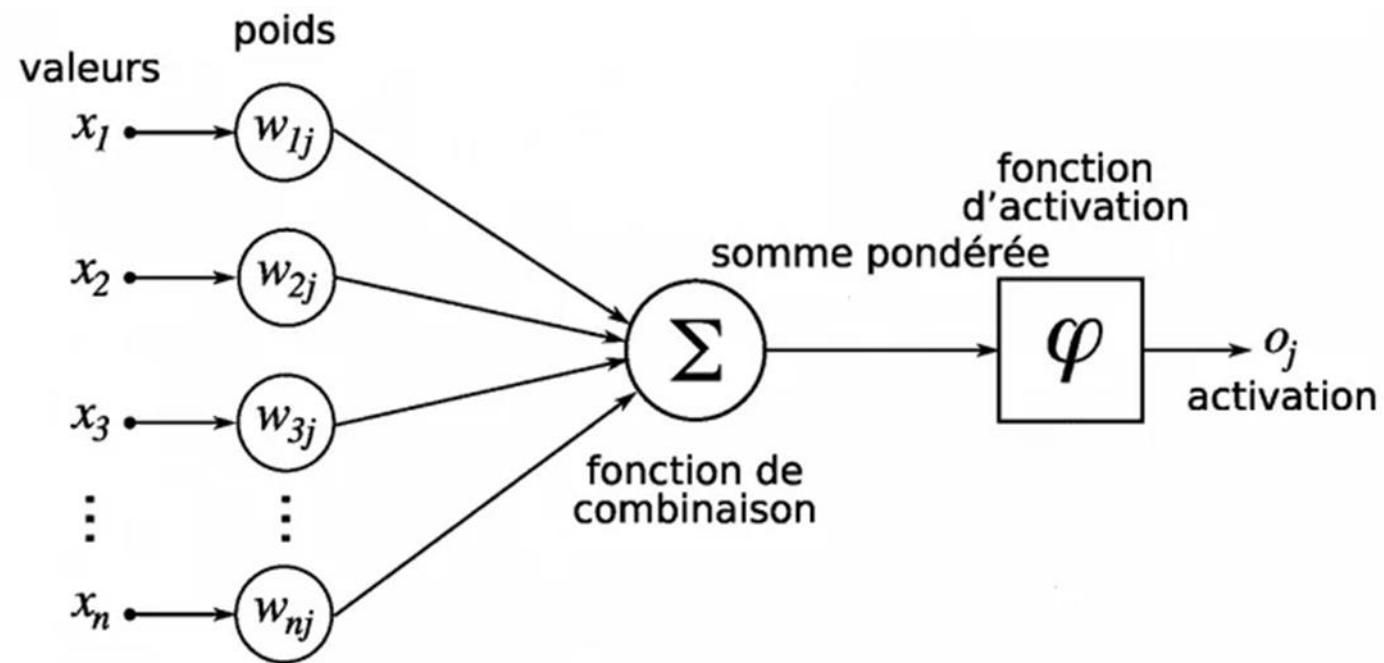 poids
valeurs
x1
w1j
x2
w2j
x3
w3j
⋮ ⋮
xn
wnj
Σ
fonction de
combinaison
somme pondérée
fonction
d'activation
φ
oj
activation